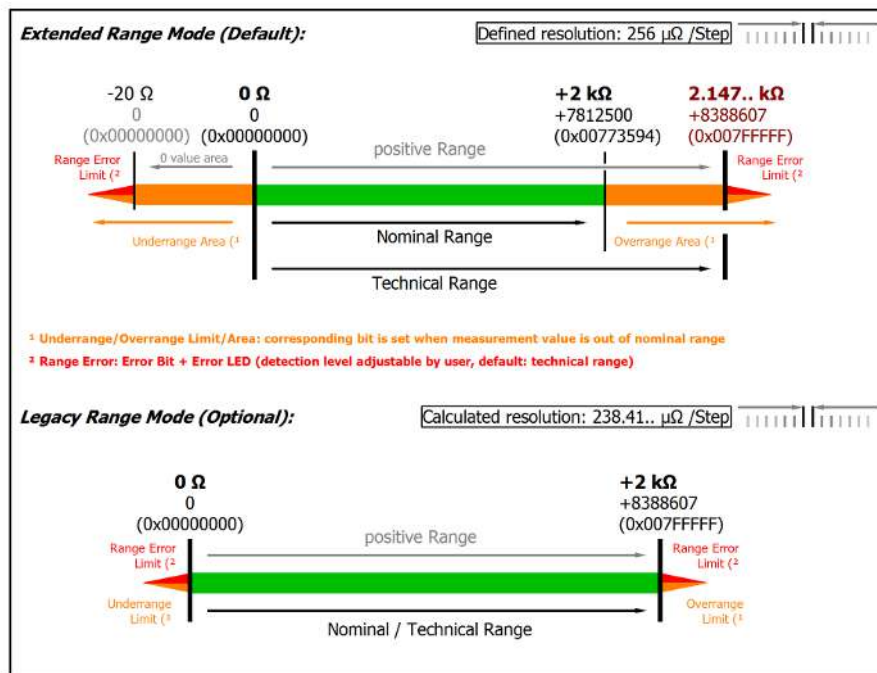 Extended Range Mode (Default):
Defined resolution: 256 µΩ /Step
-20 Ω
0
(0x00000000)
0 Ω
0
(0x00000000)
+2 kΩ
+7812500
(0x00773594)
2.147.. kΩ
+8388607
(0x007FFFFF)
Range Error
Limit (²
0 value area
positive Range
Range Error
Limit (²
Underrange Area (¹
Nominal Range
Overrange Area (¹
Technical Range
¹ Underrange/Overrange Limit/Area: corresponding bit is set when measurement value is out of nominal range
² Range Error: Error Bit + Error LED (detection level adjustable by user, default: technical range)
Legacy Range Mode (Optional):
Calculated resolution: 238.41.. µΩ /Step
0 Ω
0
(0x00000000)
+2 kΩ
+8388607
(0x007FFFFF)
Range Error
Limit (²
positive Range
Range Error
Limit (²
Underrange
Limit (¹
Nominal / Technical Range
Overrange
Limit (¹